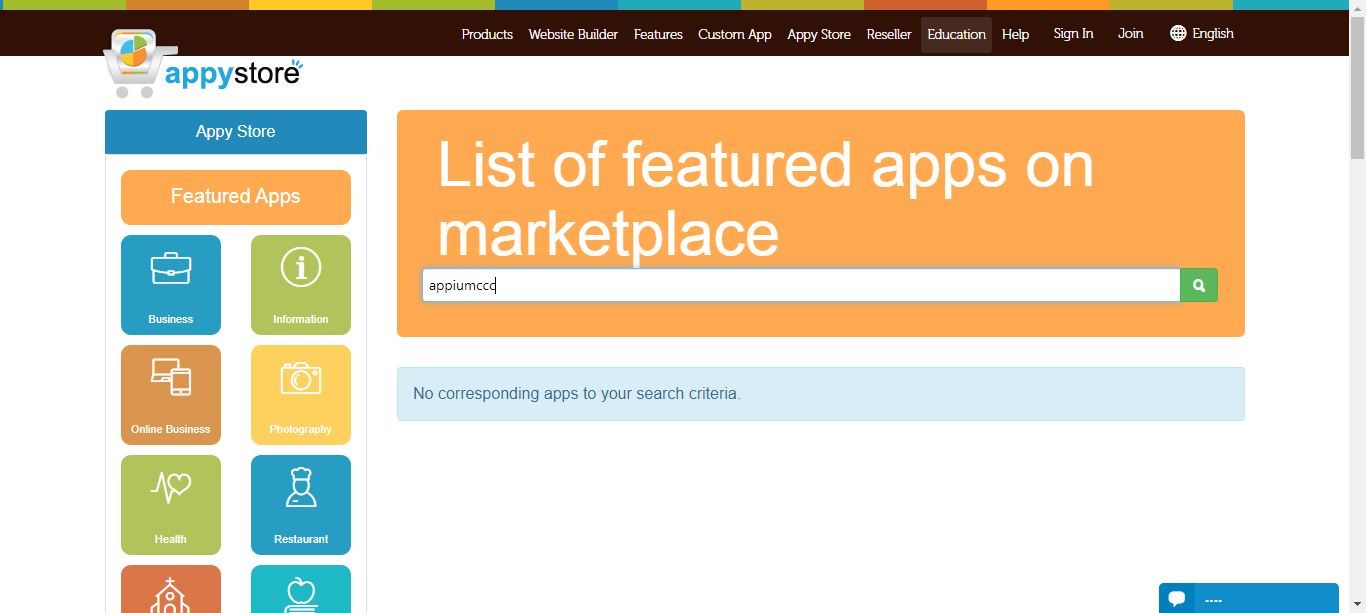 Products Website Builder Features Custom App Appy Store Reseller Education Help Sign In Join English
appystore
Appy Store
Featured Apps
Business Information
Online Business Photography
Health Restaurant
List of featured apps on
marketplace
appiumccc
No corresponding apps to your search criteria.
----